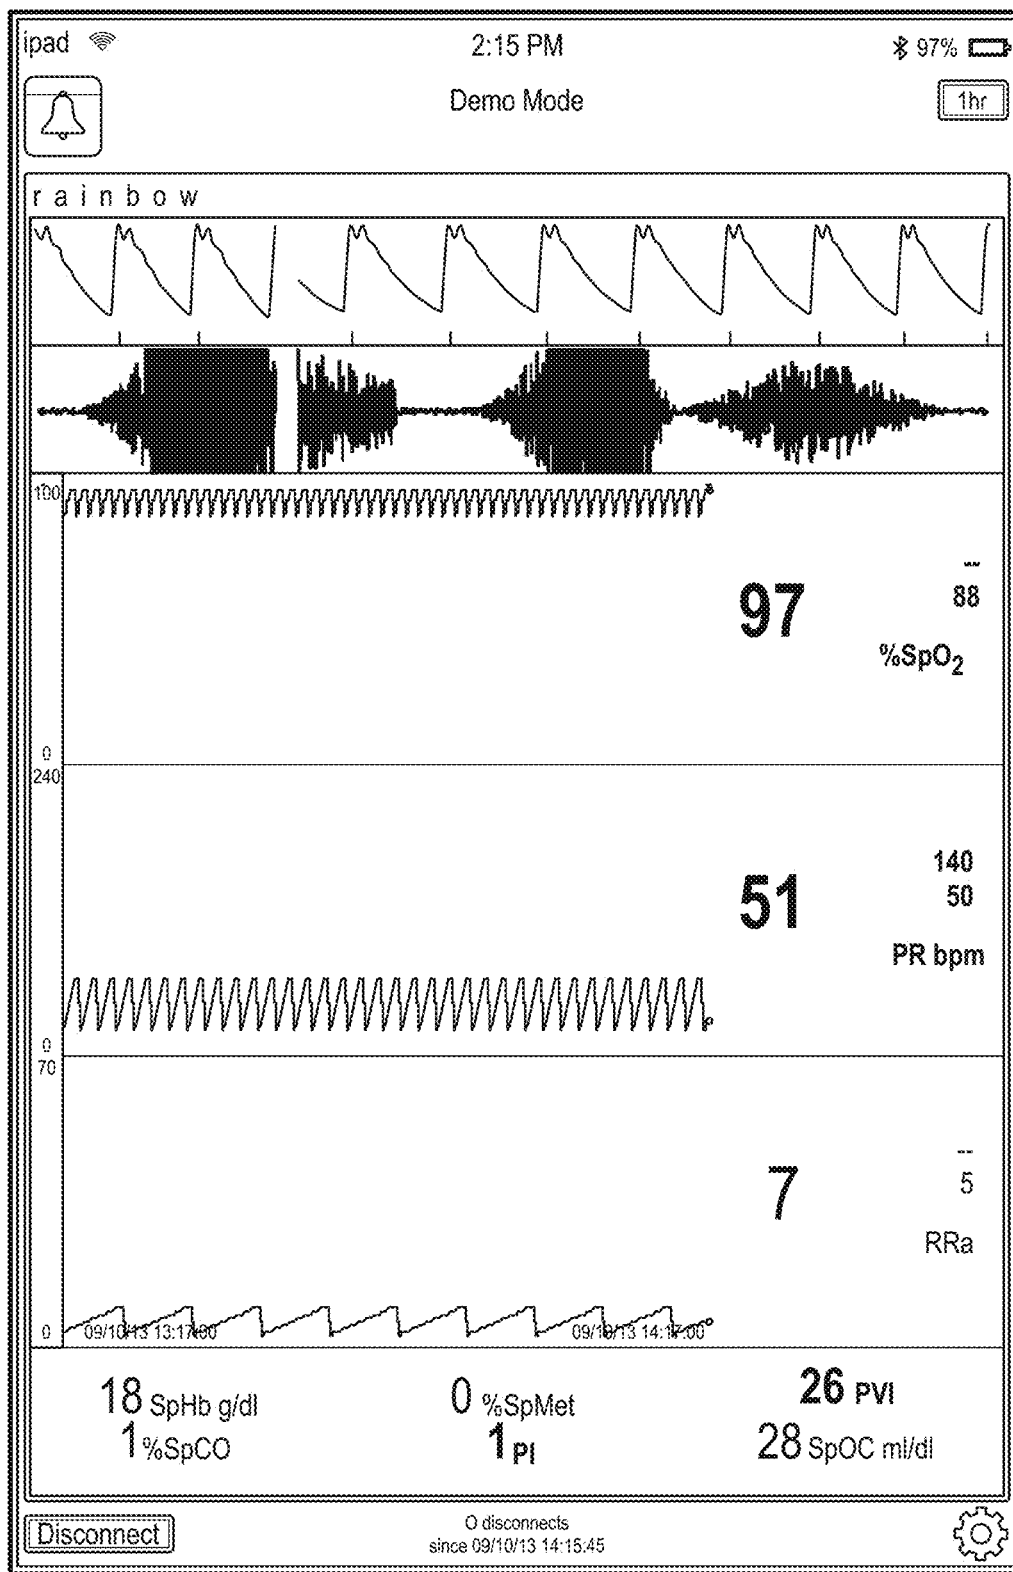 ipad 2:15 PM 97%
Demo Mode 1hr
rainbow
100
--
97 88
%SpO2
0
240
140
51 50
PR bpm
0
70
--
7 5
RRa
0 09/10/13 13:17:00 09/10/13 14:17:00
18 SpHb g/dl 0 %SpMet 26 PVI
1 %SpCO 1 PI 28 SpOC ml/dl
Disconnect 0 disconnects
since 09/10/13 14:15:45